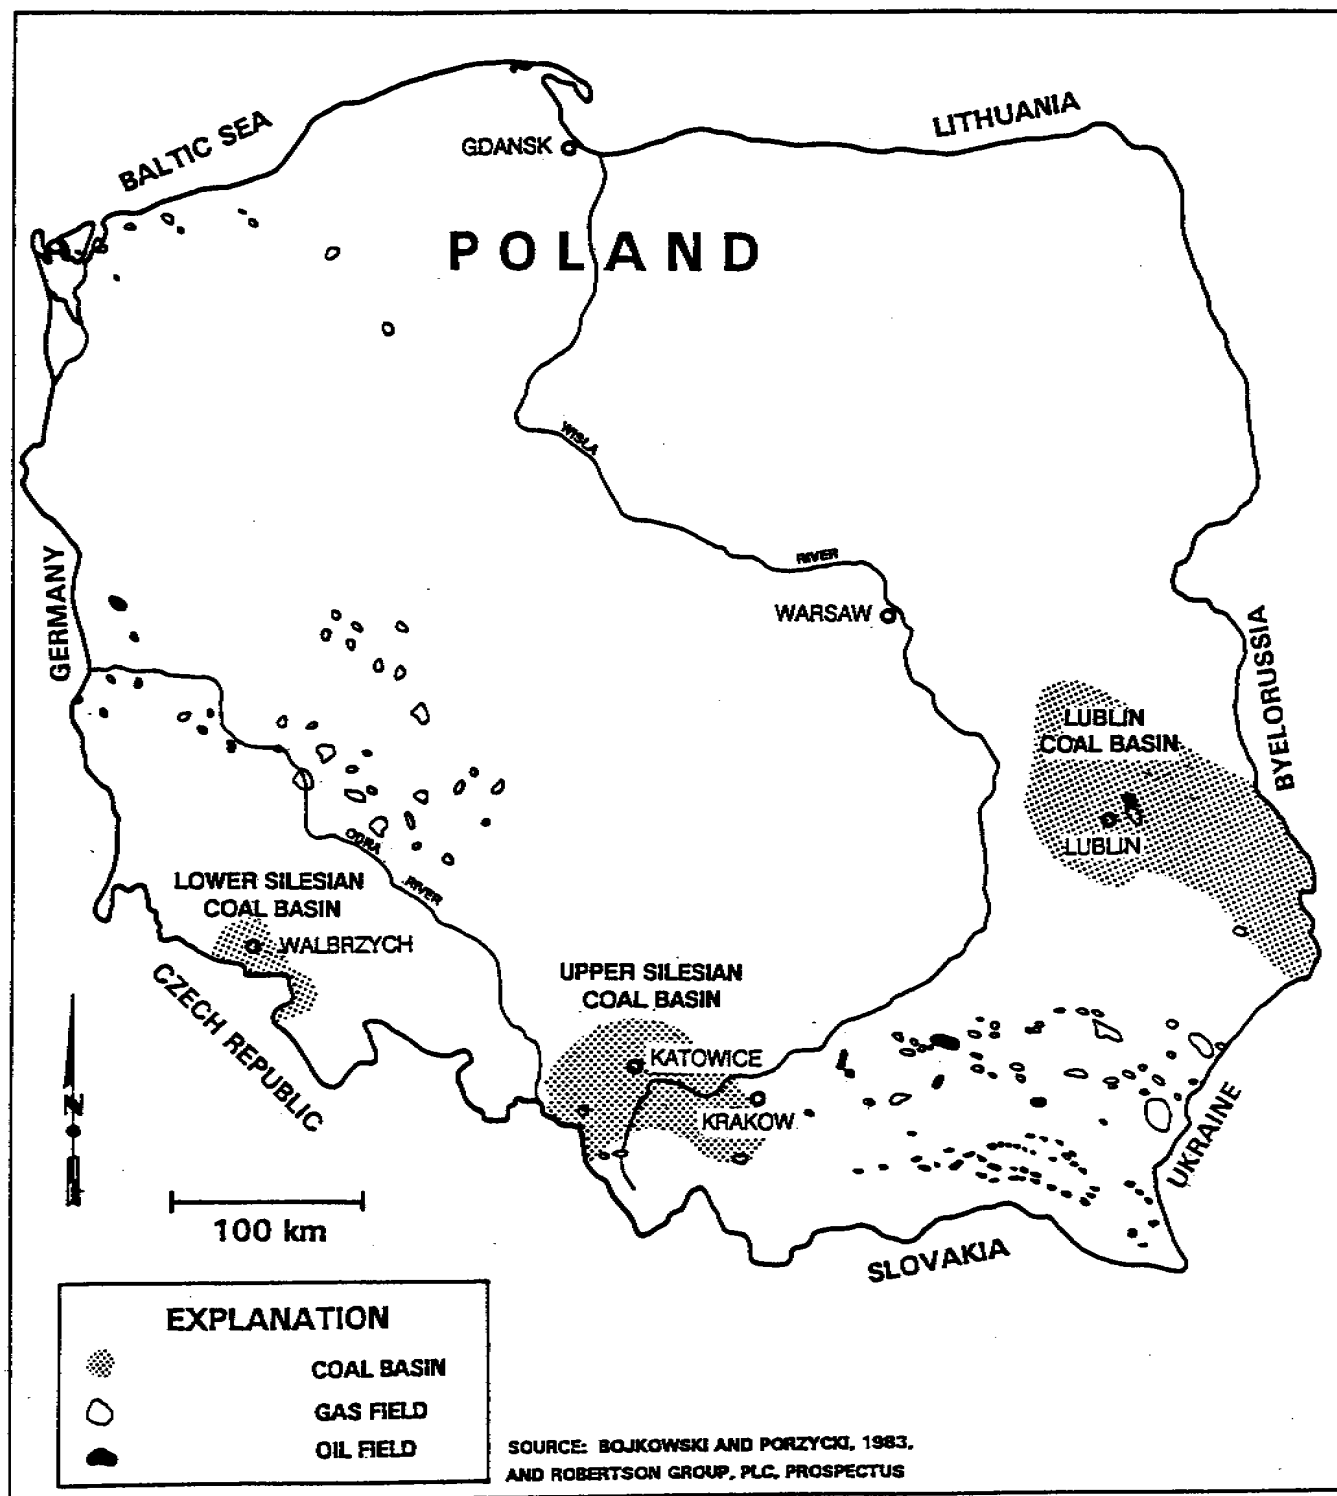 BALTIC SEA
LITHUANIA
GDANSK
POLAND
WISLA
RIVER
WARSAW
GERMANY
BYELORUSSIA
LUBLIN
COAL BASIN
LUBLIN
ODRA
RIVER
LOWER SILESIAN
COAL BASIN
WALBRZYCH
UPPER SILESIAN
COAL BASIN
CZECH REPUBLIC
KATOWICE
KRAKOW
UKRAINE
N
100 km
SLOVAKIA
EXPLANATION
COAL BASIN
GAS FIELD
OIL FIELD
SOURCE: BOJKOWSKI AND PORZYCKI, 1983,
AND ROBERTSON GROUP, PLC, PROSPECTUS